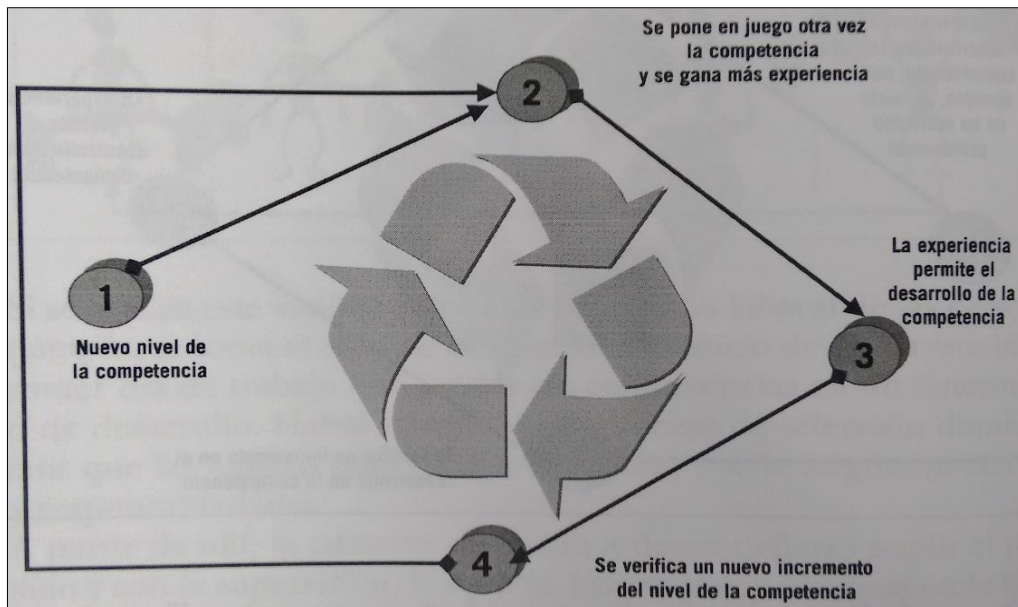 Se pone en juego otra vez
la competencia
y se gana más experiencia
2
1
Nuevo nivel de
la competencia
La experiencia
permite el
desarrollo de la
competencia
3
4
Se verifica un nuevo incremento
del nivel de la competencia